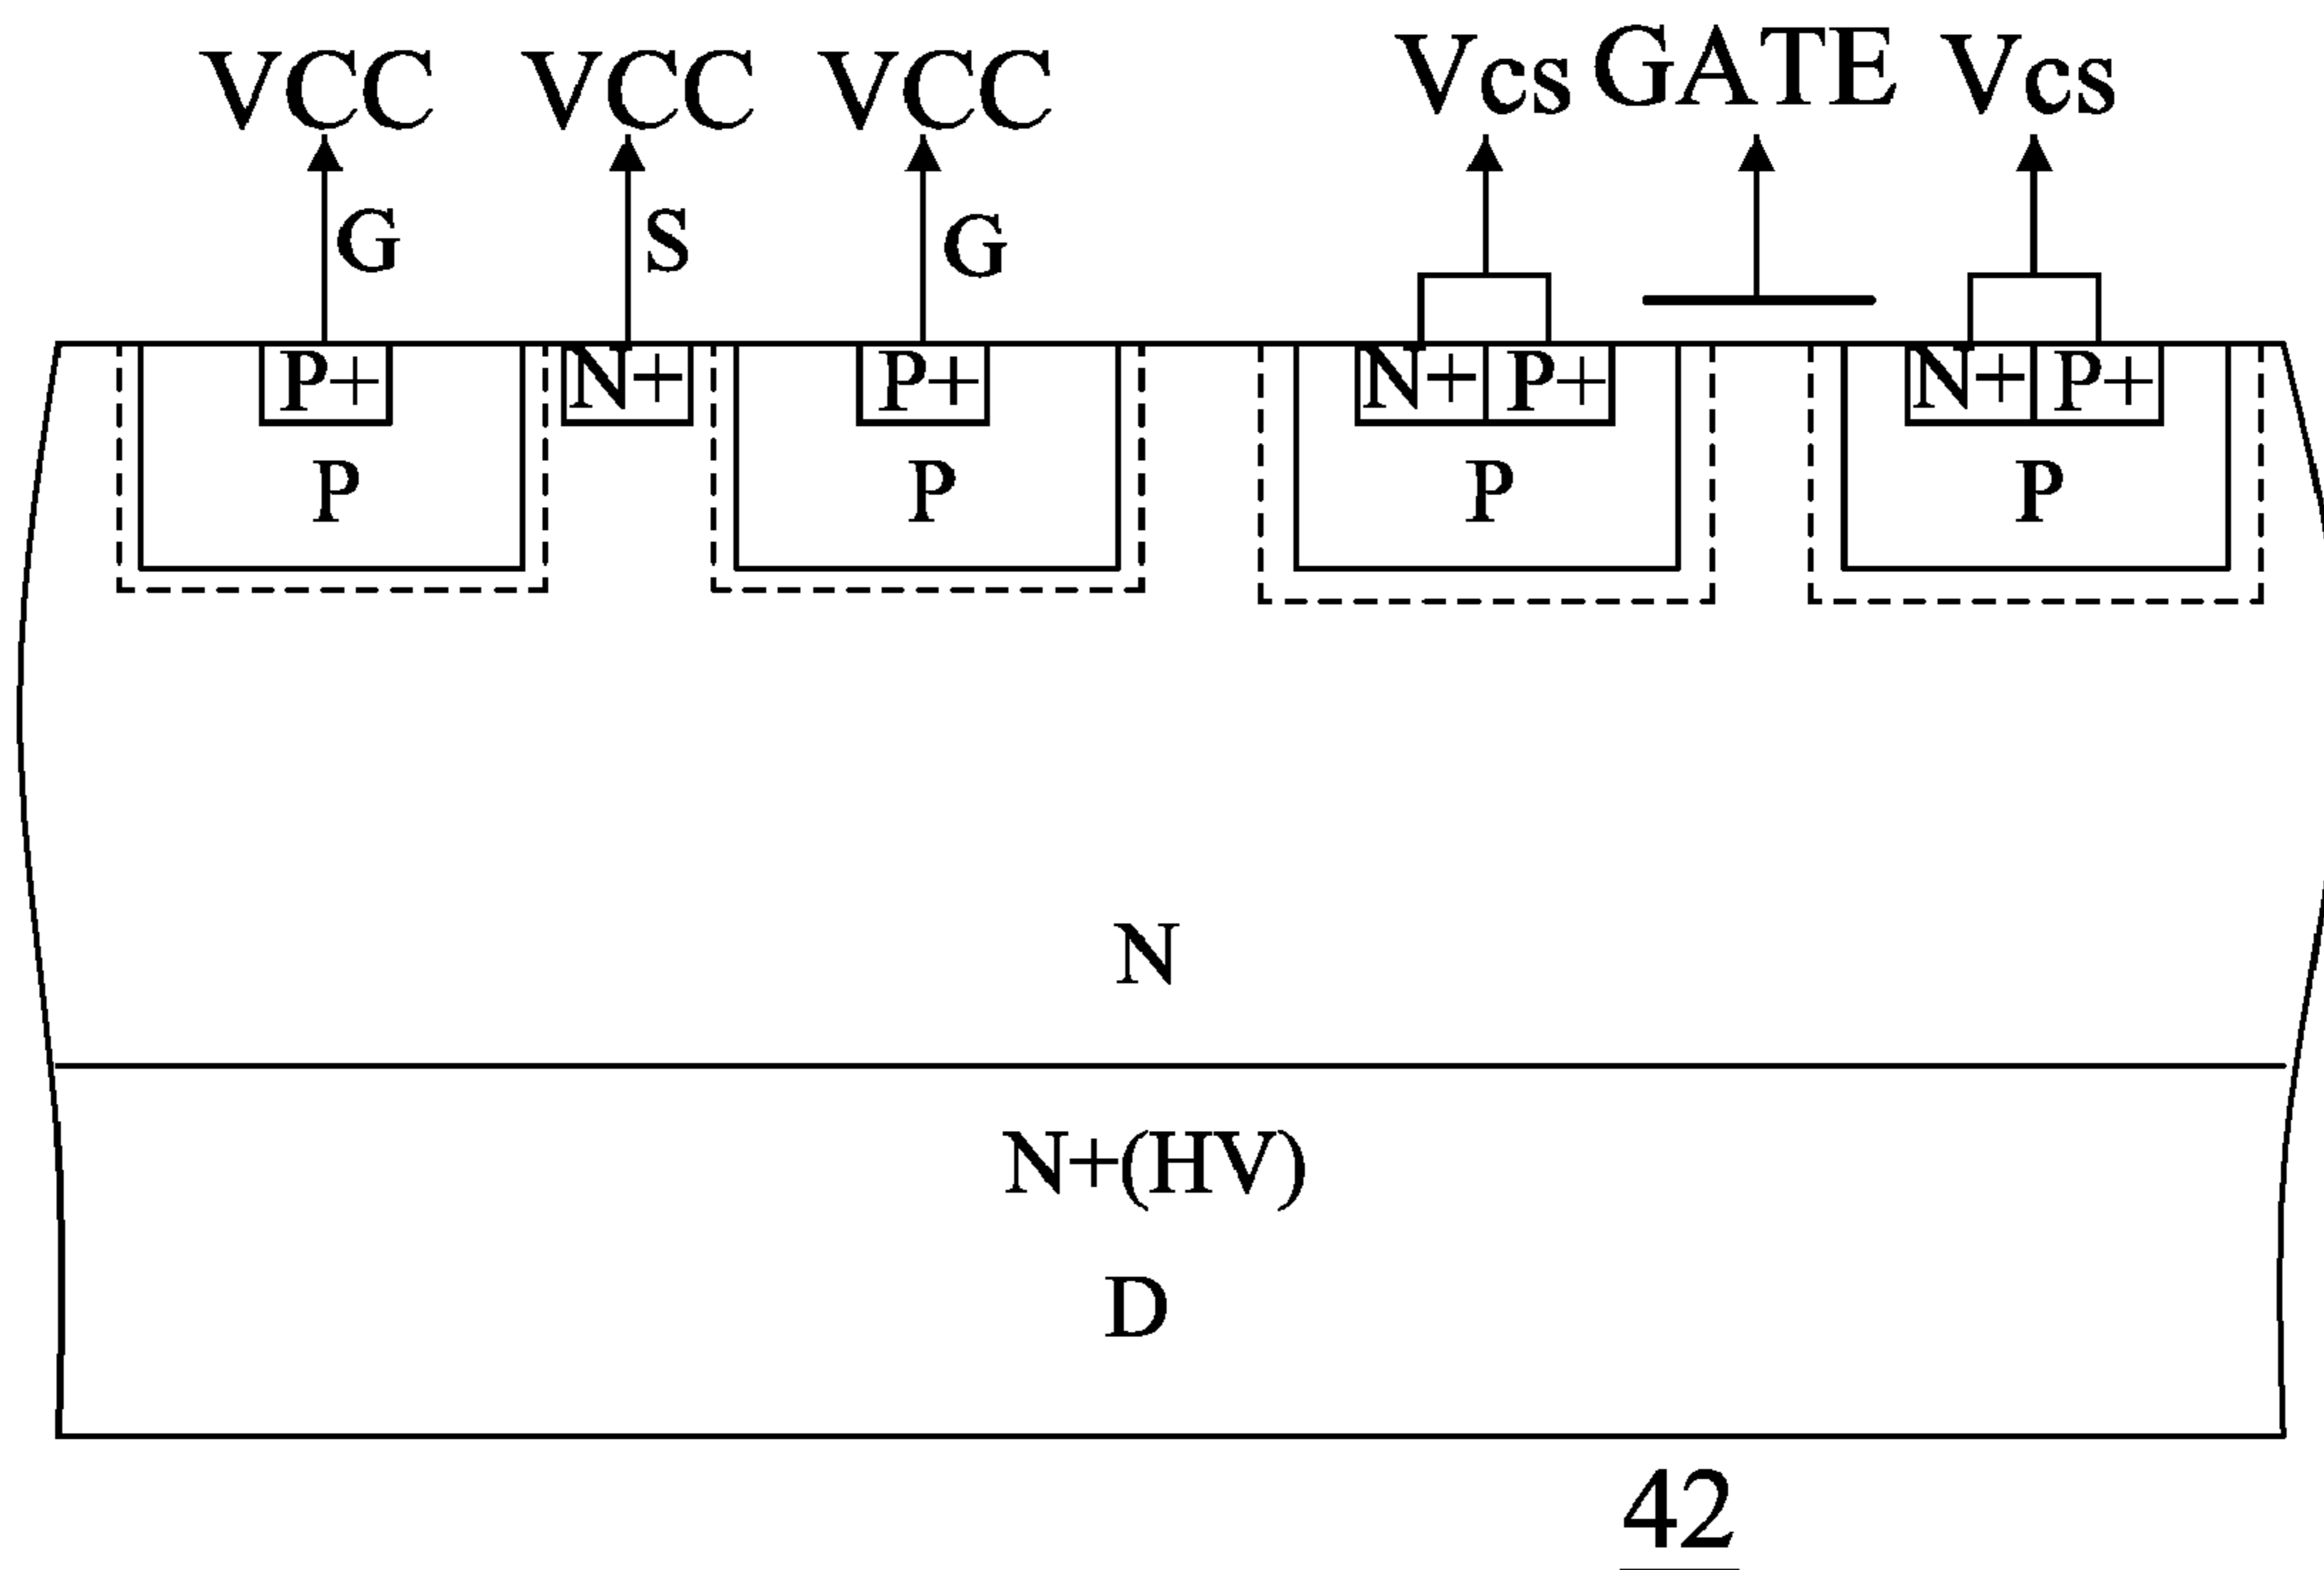 VCC VCC VCC Vcs GATE Vcs
G S G
P+ N+ P+ N+ P+ N+ P+
P P P P
N
N+(HV)
D
42